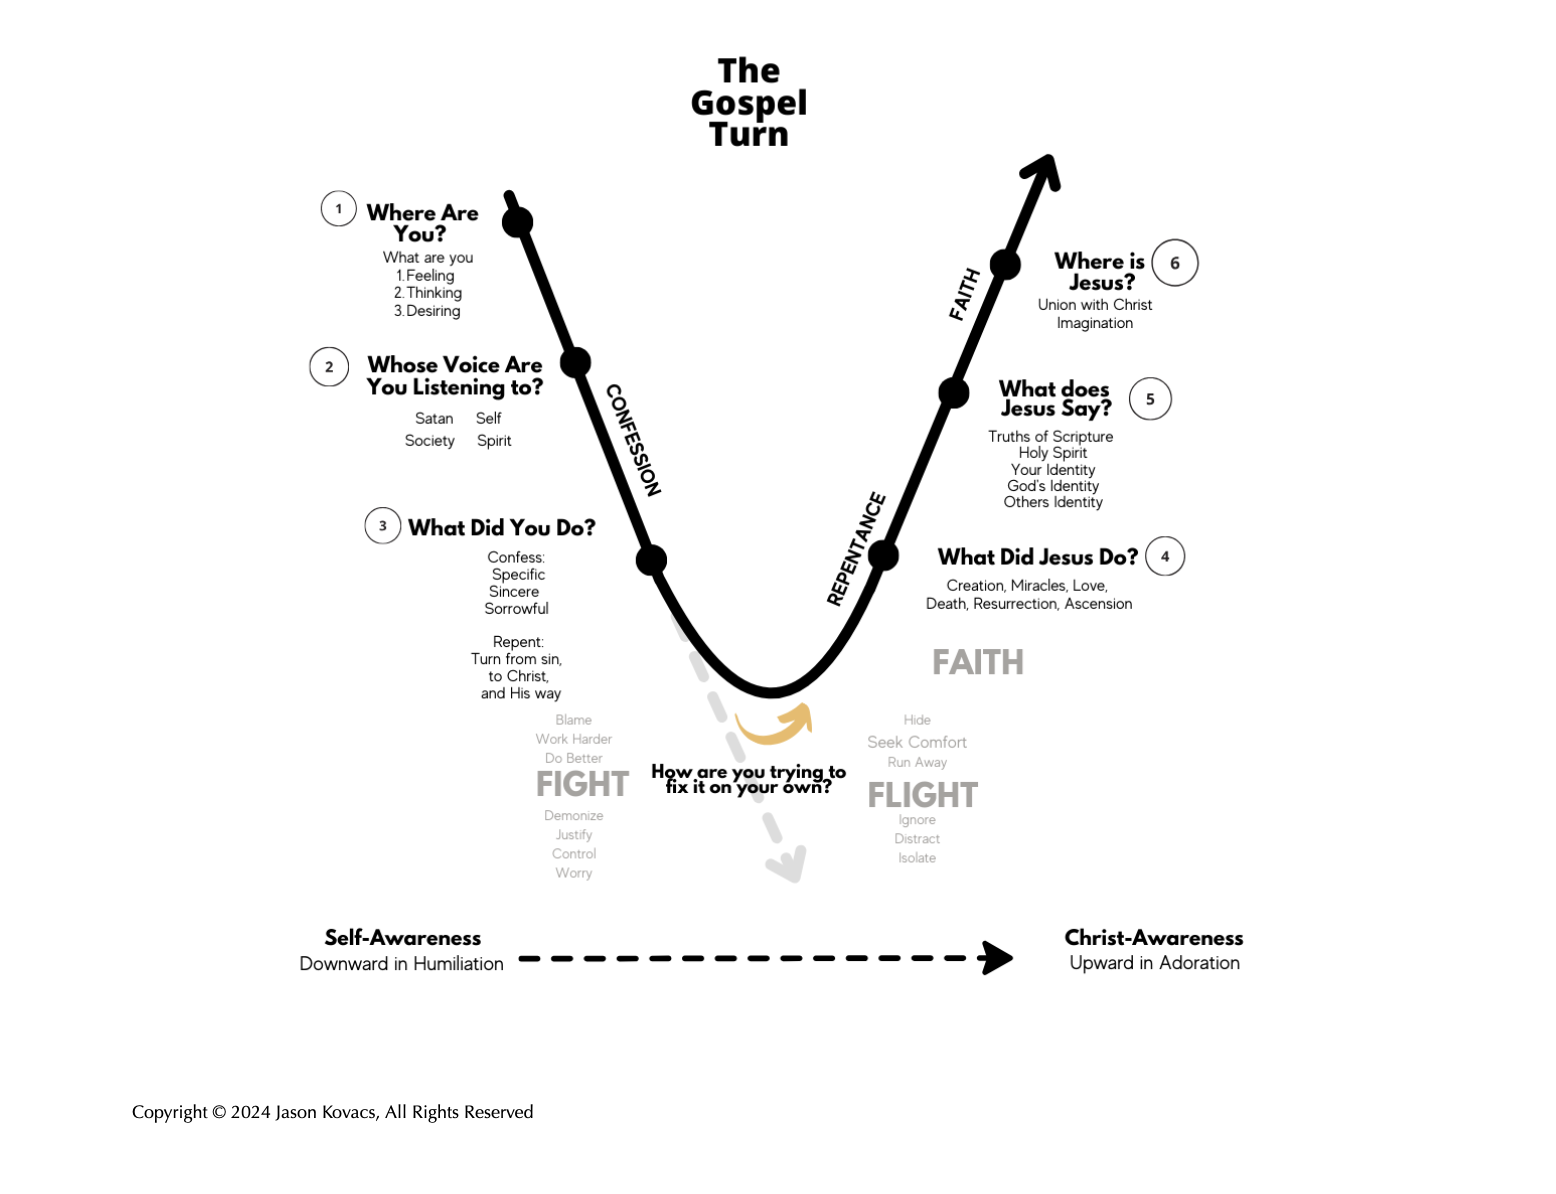 The
Gospel
Turn
1
Where Are
You?
What are you
1. Feeling
2. Thinking
3. Desiring
2
Whose Voice Are
You Listening to?
Satan Self
Society Spirit
CONFESSION
3
What Did You Do?
Confess:
Specific
Sincere
Sorrowful
Repent:
Turn from sin,
to Christ,
and His way
Blame
Work Harder
Do Better
FIGHT
Demonize
Justify
Control
Worry
How are you trying to
fix it on your own?
FAITH
Where is
Jesus?
6
Union with Christ
Imagination
What does
Jesus Say?
5
Truths of Scripture
Holy Spirit
Your Identity
God's Identity
Others Identity
REPENTANCE
What Did Jesus Do?
4
Creation, Miracles, Love,
Death, Resurrection, Ascension
FAITH
Hide
Seek Comfort
Run Away
FLIGHT
Ignore
Distract
Isolate
Self-Awareness
Downward in Humiliation
Christ-Awareness
Upward in Adoration
Copyright © 2024 Jason Kovacs, All Rights Reserved